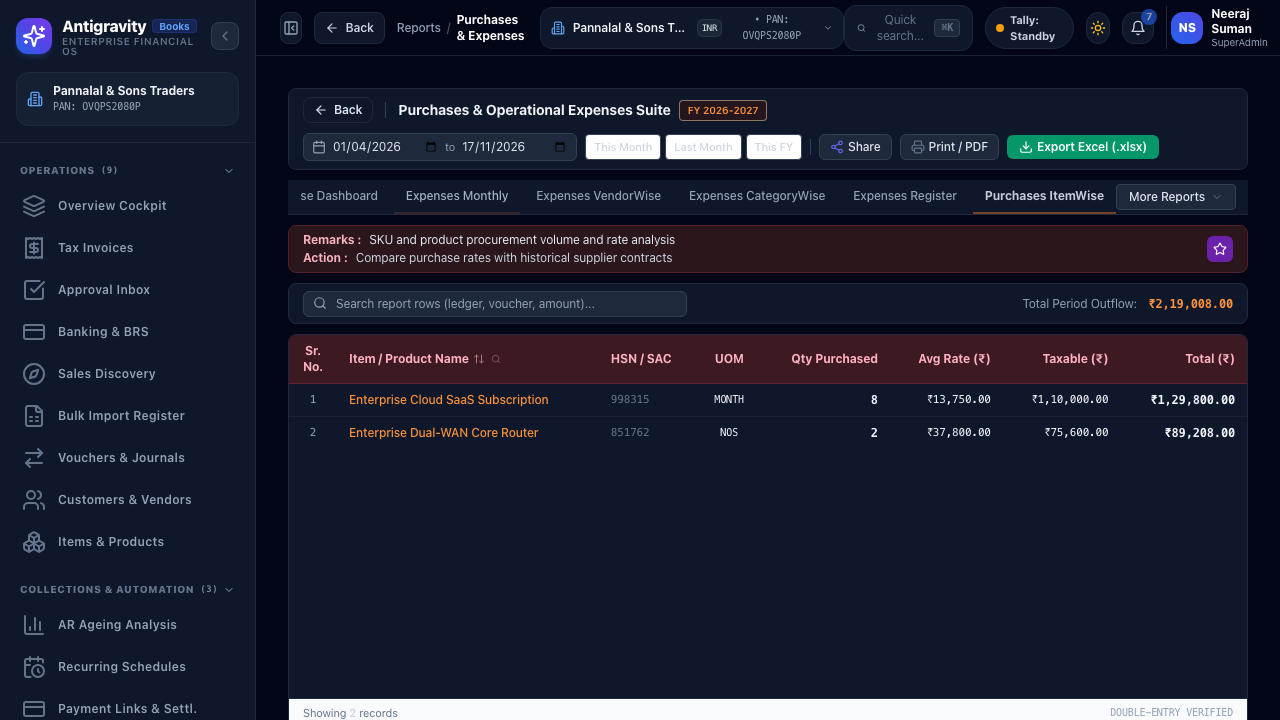 Antigravity Books
ENTERPRISE FINANCIAL OS
Pannalal & Sons Traders
PAN: OVQPS2080P
OPERATIONS (9)
Overview Cockpit
Tax Invoices
Approval Inbox
Banking & BRS
Sales Discovery
Bulk Import Register
Vouchers & Journals
Customers & Vendors
Items & Products
COLLECTIONS & AUTOMATION (3)
AR Ageing Analysis
Recurring Schedules
Payment Links & Settl.
Back
Reports / Purchases & Expenses
Pannalal & Sons T... INR • PAN: OVQPS2080P
Quick search... ⌘K
Tally: Standby
7
NS
Neeraj Suman
SuperAdmin
Back
Purchases & Operational Expenses Suite FY 2026-2027
01/04/2026 to 17/11/2026 This Month Last Month This FY Share Print / PDF Export Excel (.xlsx)
se Dashboard Expenses Monthly Expenses VendorWise Expenses CategoryWise Expenses Register Purchases ItemWise More Reports
Remarks : SKU and product procurement volume and rate analysis
Action : Compare purchase rates with historical supplier contracts
Search report rows (ledger, voucher, amount)... Total Period Outflow: ₹2,19,008.00
Sr. No. Item / Product Name HSN / SAC UOM Qty Purchased Avg Rate (₹) Taxable (₹) Total (₹)
1 Enterprise Cloud SaaS Subscription 998315 MONTH 8 ₹13,750.00 ₹1,10,000.00 ₹1,29,800.00
2 Enterprise Dual-WAN Core Router 851762 NOS 2 ₹37,800.00 ₹75,600.00 ₹89,208.00
Showing 2 records DOUBLE-ENTRY VERIFIED